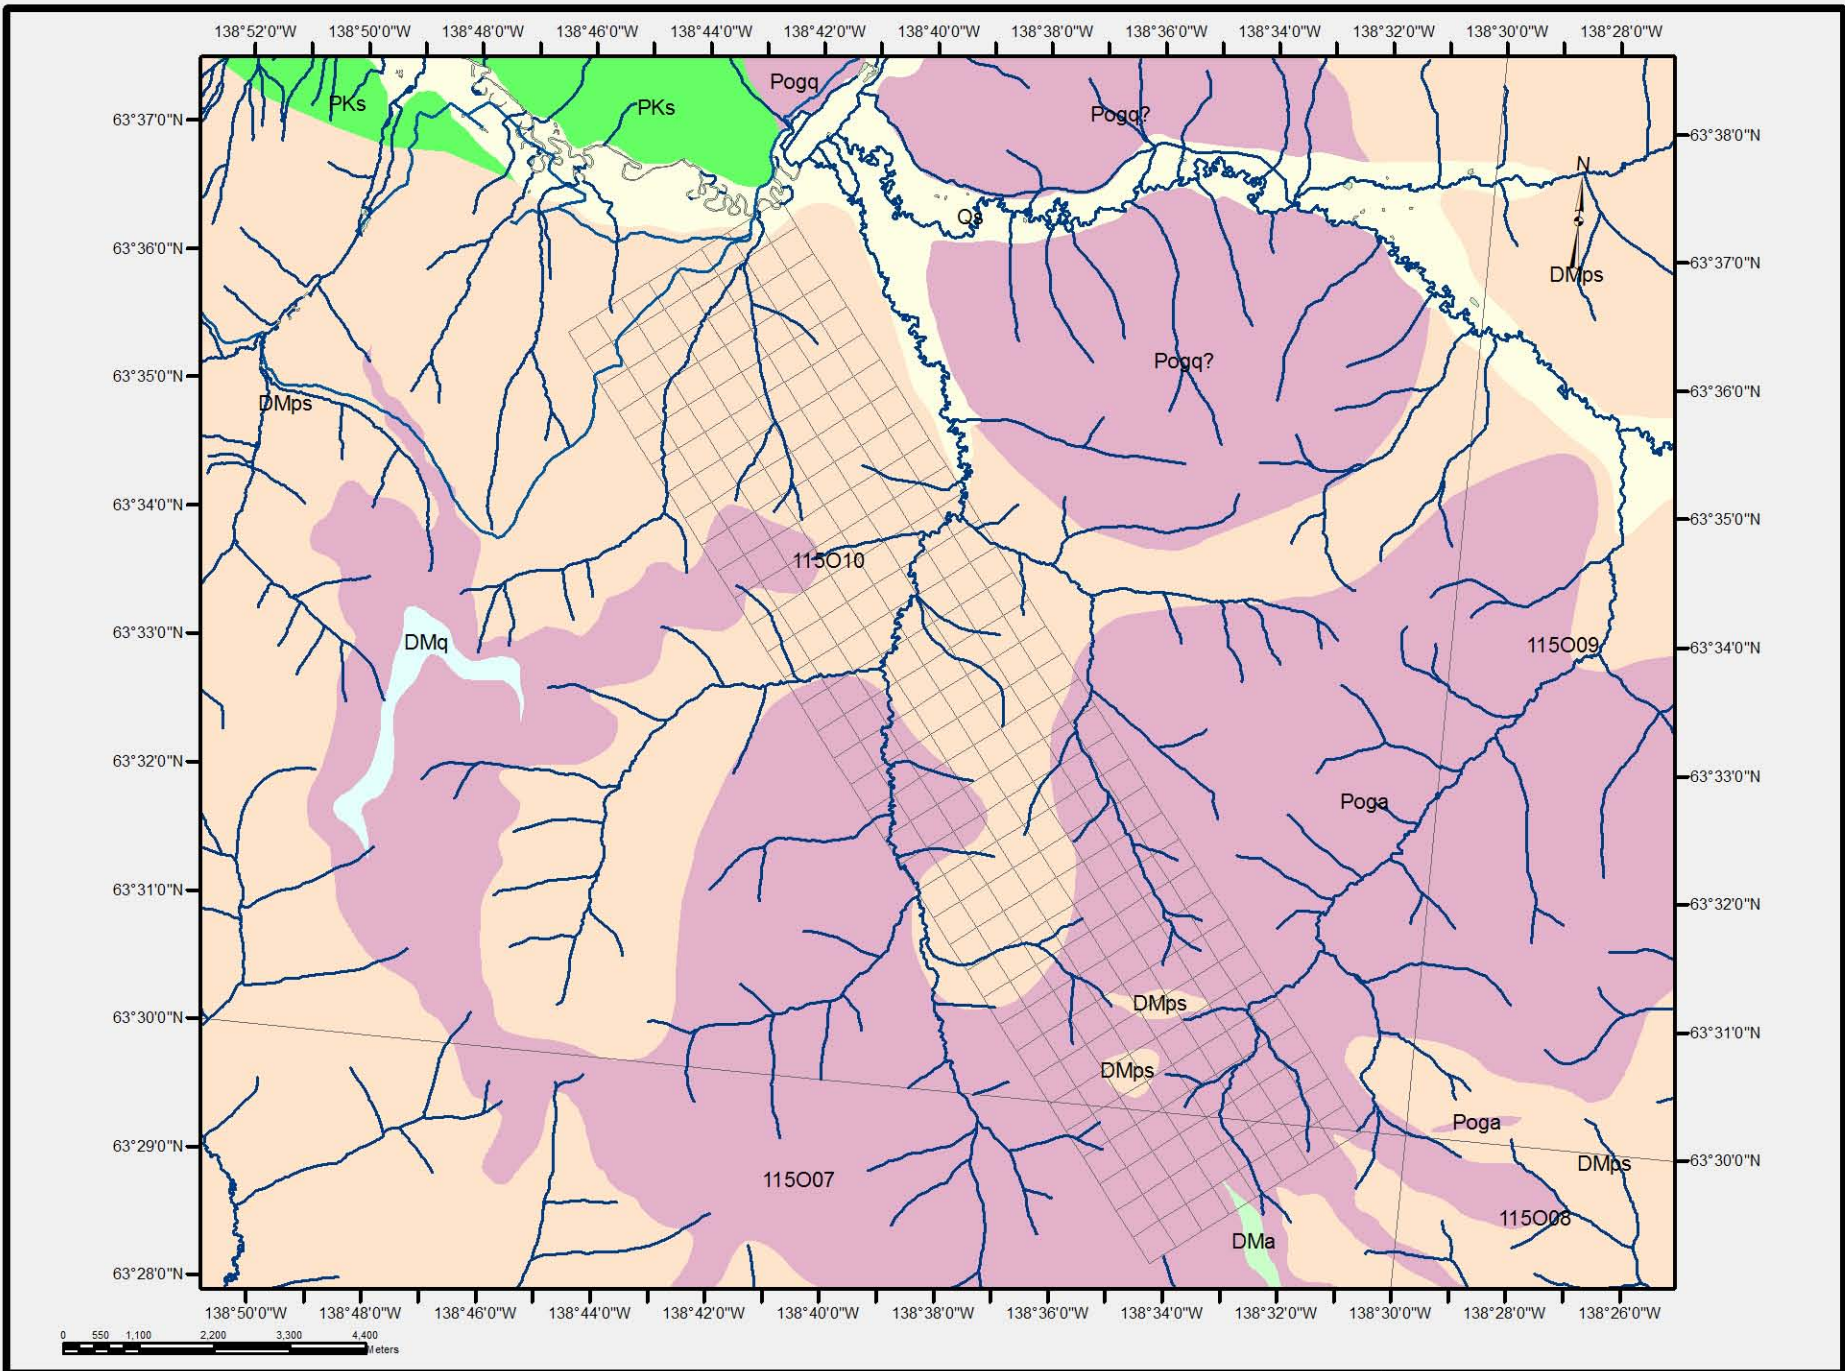 138°52'0"W 138°50'0"W 138°48'0"W 138°46'0"W 138°44'0"W 138°42'0"W 138°40'0"W 138°38'0"W 138°36'0"W 138°34'0"W 138°32'0"W 138°30'0"W 138°28'0"W
Pogq
PKs
PKs
Pogq?
63°37'0"N
63°38'0"N
N
Qs
63°36'0"N
63°37'0"N
DMps
Pogq?
63°35'0"N
63°36'0"N
DMps
63°34'0"N
63°35'0"N
115O10
63°33'0"N
DMq
115O09
63°34'0"N
63°32'0"N
63°33'0"N
Poga
63°31'0"N
63°32'0"N
DMps
63°30'0"N
63°31'0"N
DMps
Poga
63°29'0"N
DMps
63°30'0"N
115O07
115O08
DMa
63°28'0"N
138°50'0"W 138°48'0"W 138°46'0"W 138°44'0"W 138°42'0"W 138°40'0"W 138°38'0"W 138°36'0"W 138°34'0"W 138°32'0"W 138°30'0"W 138°28'0"W 138°26'0"W
0 550 1,100 2,200 3,300 4,400
Meters